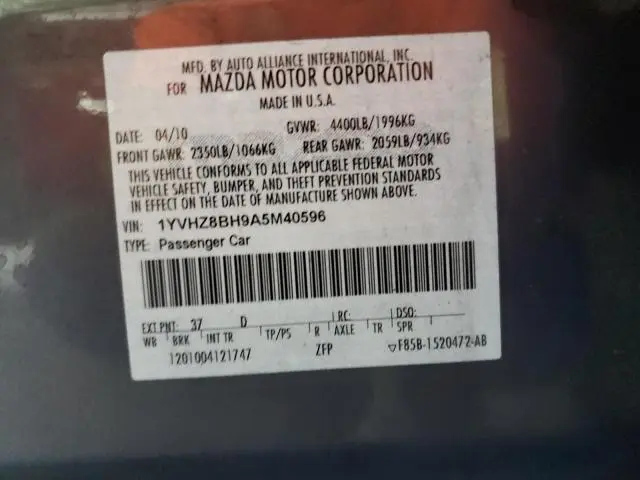 MFD. BY AUTO ALLIANCE INTERNATIONAL, INC.
FOR MAZDA MOTOR CORPORATION
MADE IN U.S.A.
DATE: 04/10 GVWR: 4400LB/1996KG
FRONT GAWR: 2350LB/1066KG REAR GAWR: 2059LB/934KG
THIS VEHICLE CONFORMS TO ALL APPLICABLE FEDERAL MOTOR
VEHICLE SAFETY, BUMPER, AND THEFT PREVENTION STANDARDS
IN EFFECT ON THE DATE OF MANUFACTURE SHOWN ABOVE.
VIN: 1YVHZ8BH9A5M40596
TYPE: Passenger Car
EXT PNT: 37 D RC: DSO:
WB BRK INT TR TP/PS R AXLE TR SPR
1201004121747 ZFP ▽F85B-1520472-AB